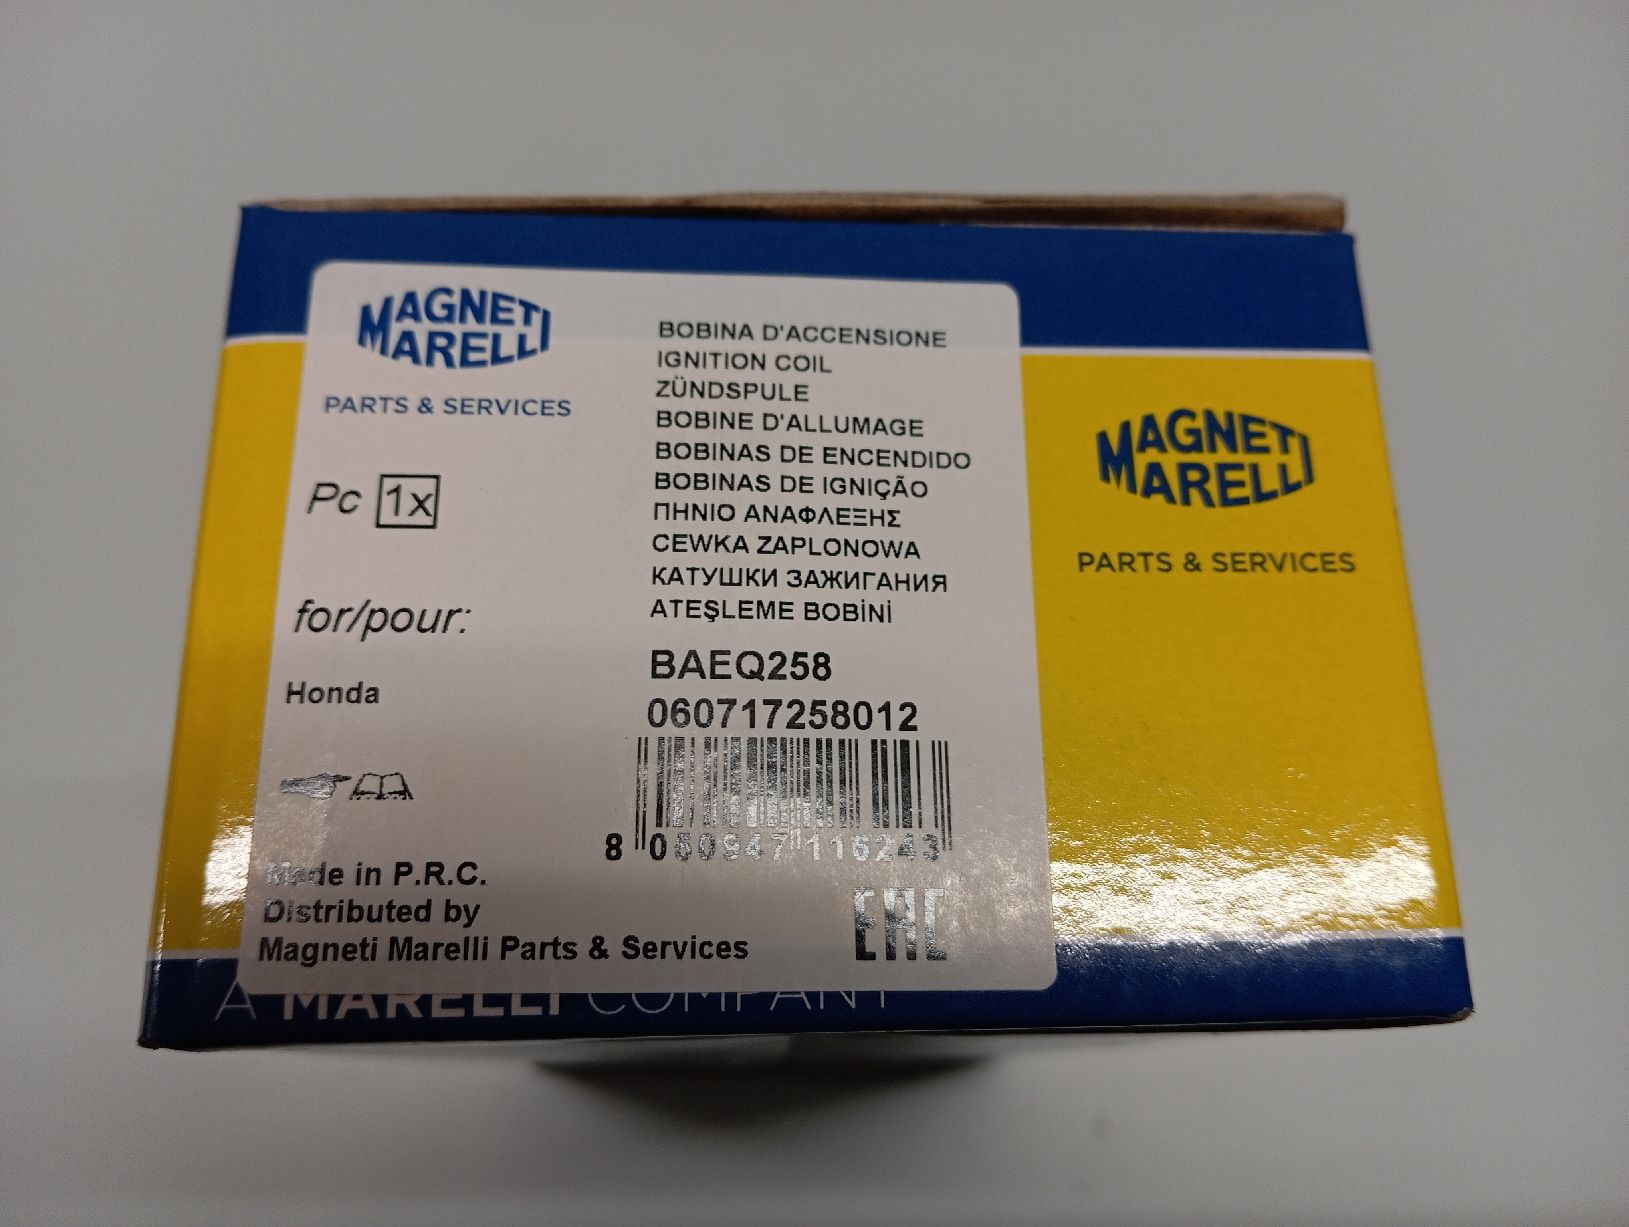 MAGNETI
MARELLI
PARTS & SERVICES
Pc 1x
for/pour:
Honda
BOBINA D'ACCENSIONE
IGNITION COIL
ZÜNDSPULE
BOBINE D'ALLUMAGE
BOBINAS DE ENCENDIDO
BOBINAS DE IGNIÇÃO
ΠΗΝΙΟ ΑΝΑΦΛΕΞΗΣ
CEWKA ZAPLONOWA
КАТУШКИ ЗАЖИГАНИЯ
ATEŞLEME BOBİNİ
BAEQ258
060717258012
8 050947 116243
Made in P.R.C.
Distributed by
Magneti Marelli Parts & Services
EAC
A MARELLI COMPANY
MAGNETI
MARELLI
PARTS & SERVICES